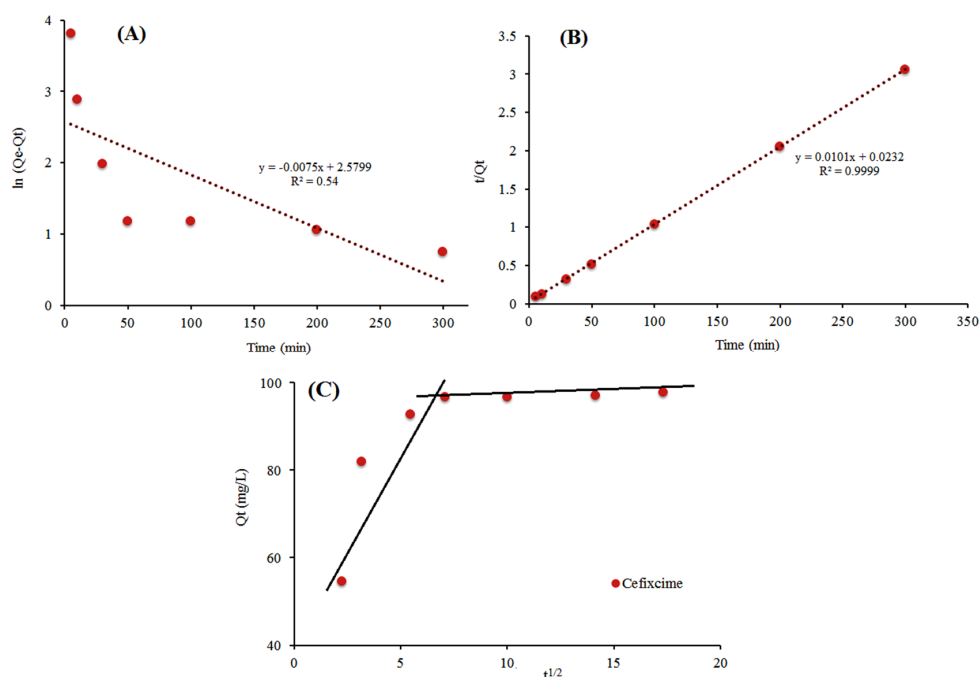 (A)
ln (Qe-Qt)
4
3
2
1
0
y = -0.0075x + 2.5799
R² = 0.54
0 50 100 150 200 250 300
Time (min)
(B)
t/Qt
3.5
3
2.5
2
1.5
1
0.5
0
y = 0.0101x + 0.0232
R² = 0.9999
0 50 100 150 200 250 300 350
Time (min)
(C)
Qt (mg/L)
100
80
60
40
Cefixcime
0 5 10. 15 20
t1/2